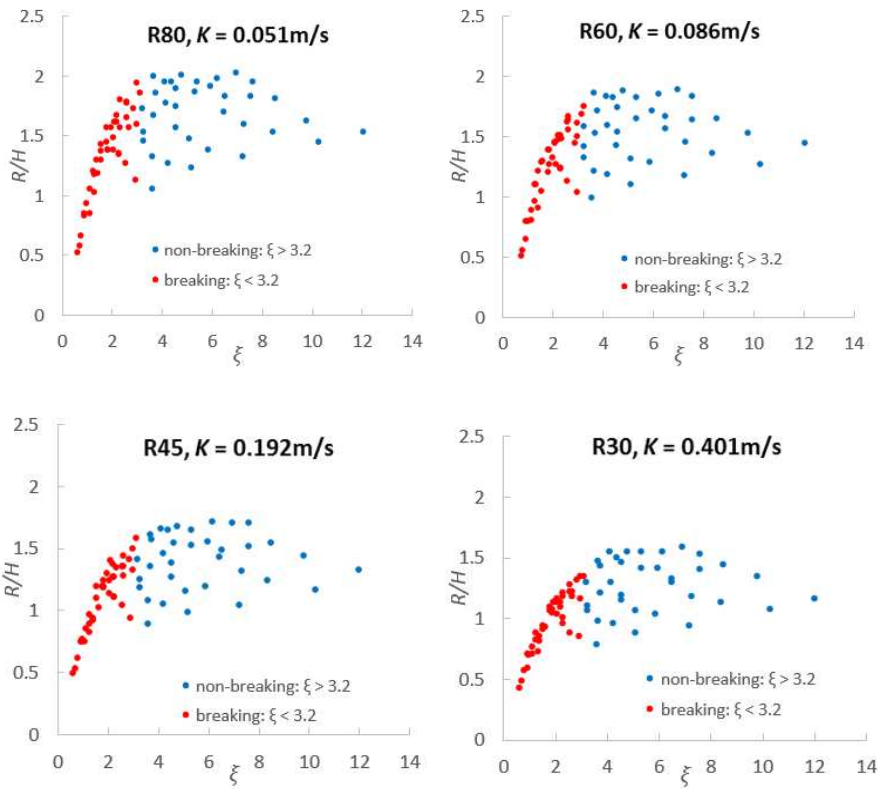 R80, K = 0.051m/s
2.5
2
1.5
1
0.5
0
R/H
0 2 4 6 8 10 12 14
ξ
non-breaking: ξ > 3.2
breaking: ξ < 3.2
R60, K = 0.086m/s
2.5
2
1.5
1
0.5
0
R/H
0 2 4 6 8 10 12 14
ξ
non-breaking: ξ > 3.2
breaking: ξ < 3.2
R45, K = 0.192m/s
2.5
2
1.5
1
0.5
0
R/H
0 2 4 6 8 10 12 14
ξ
non-breaking: ξ > 3.2
breaking: ξ < 3.2
R30, K = 0.401m/s
2.5
2
1.5
1
0.5
0
R/H
0 2 4 6 8 10 12 14
ξ
non-breaking: ξ > 3.2
breaking: ξ < 3.2